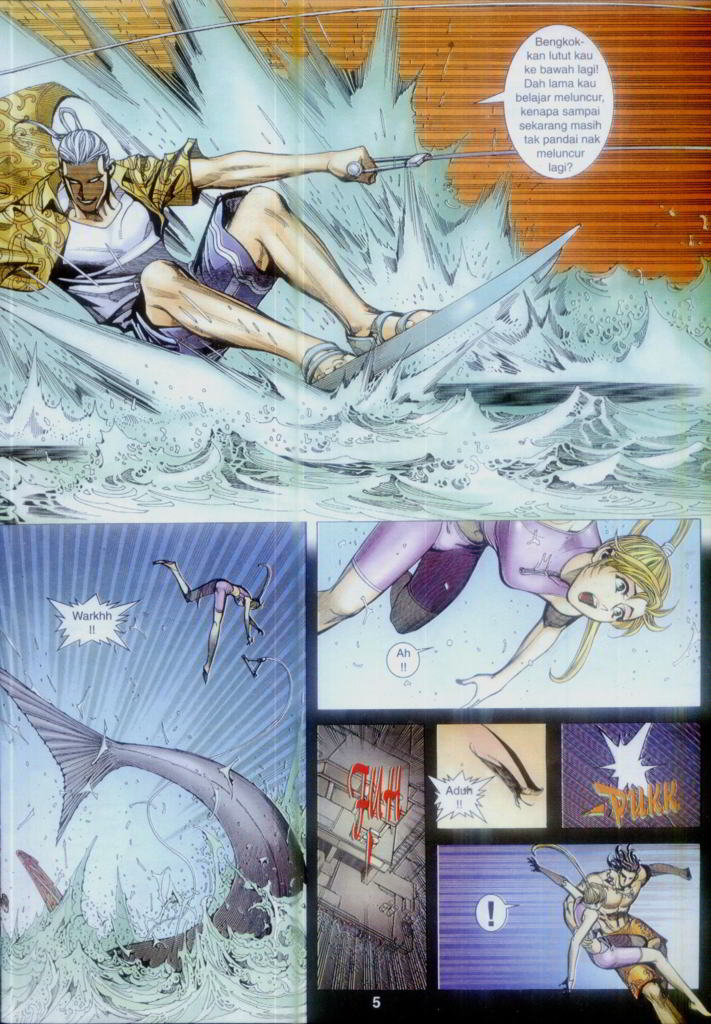 Bengkok-
kan lutut kau
ke bawah lagi!
Dah lama kau
belajar meluncur,
kenapa sampai
sekarang masih
tak pandai nak
meluncur
lagi?
Warkhh
!!
Ah
!!
Aduh
!!
DUKK
!
5